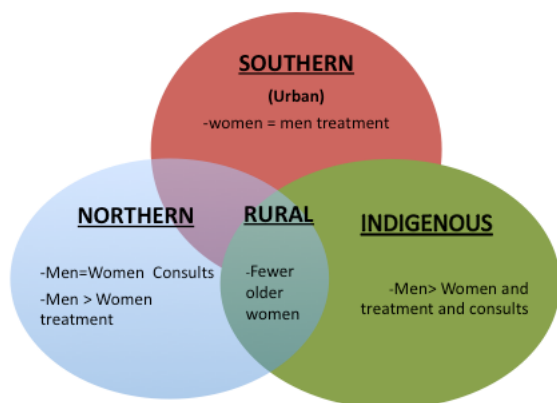 SOUTHERN
(Urban)
-women = men treatment
NORTHERN
-Men=Women Consults
-Men > Women
treatment
RURAL
-Fewer
older
women
INDIGENOUS
-Men> Women and
treatment and consults